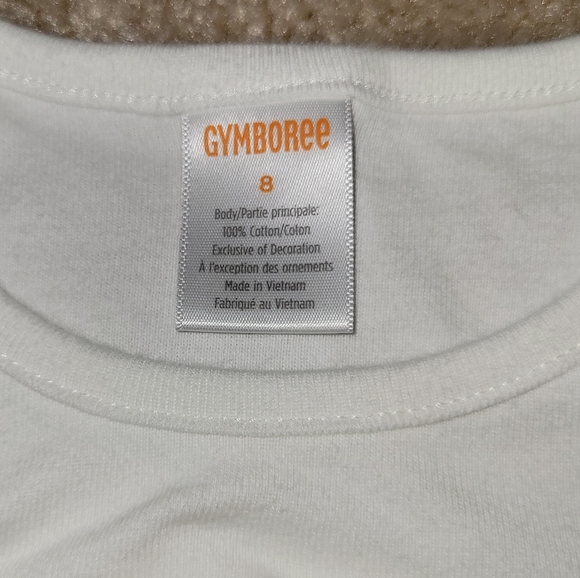 GYMBOREE
8
Body/Partie principale:
100% Cotton/Coton
Exclusive of Decoration
À l'exception des ornements
Made in Vietnam
Fabriqué au Vietnam